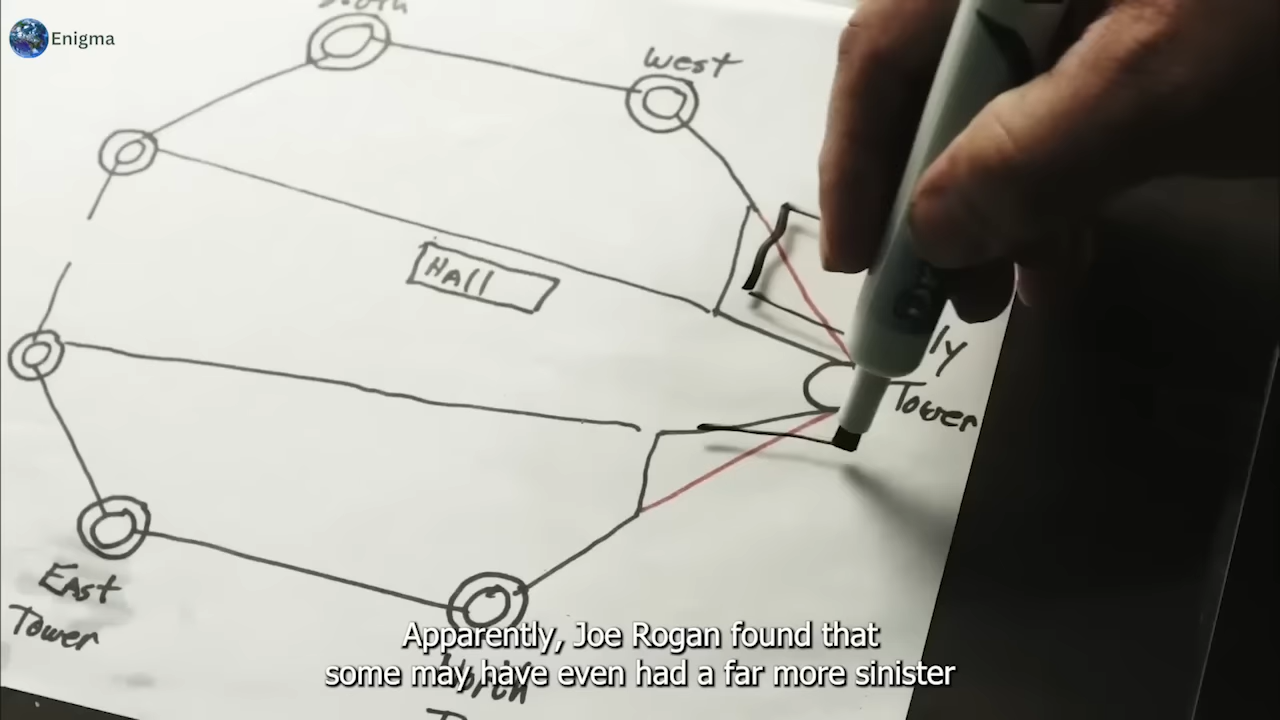 Enigma
West
Hall
Tower
East
Tower
North
Apparently, Joe Rogan found that
some may have even had a far more sinister